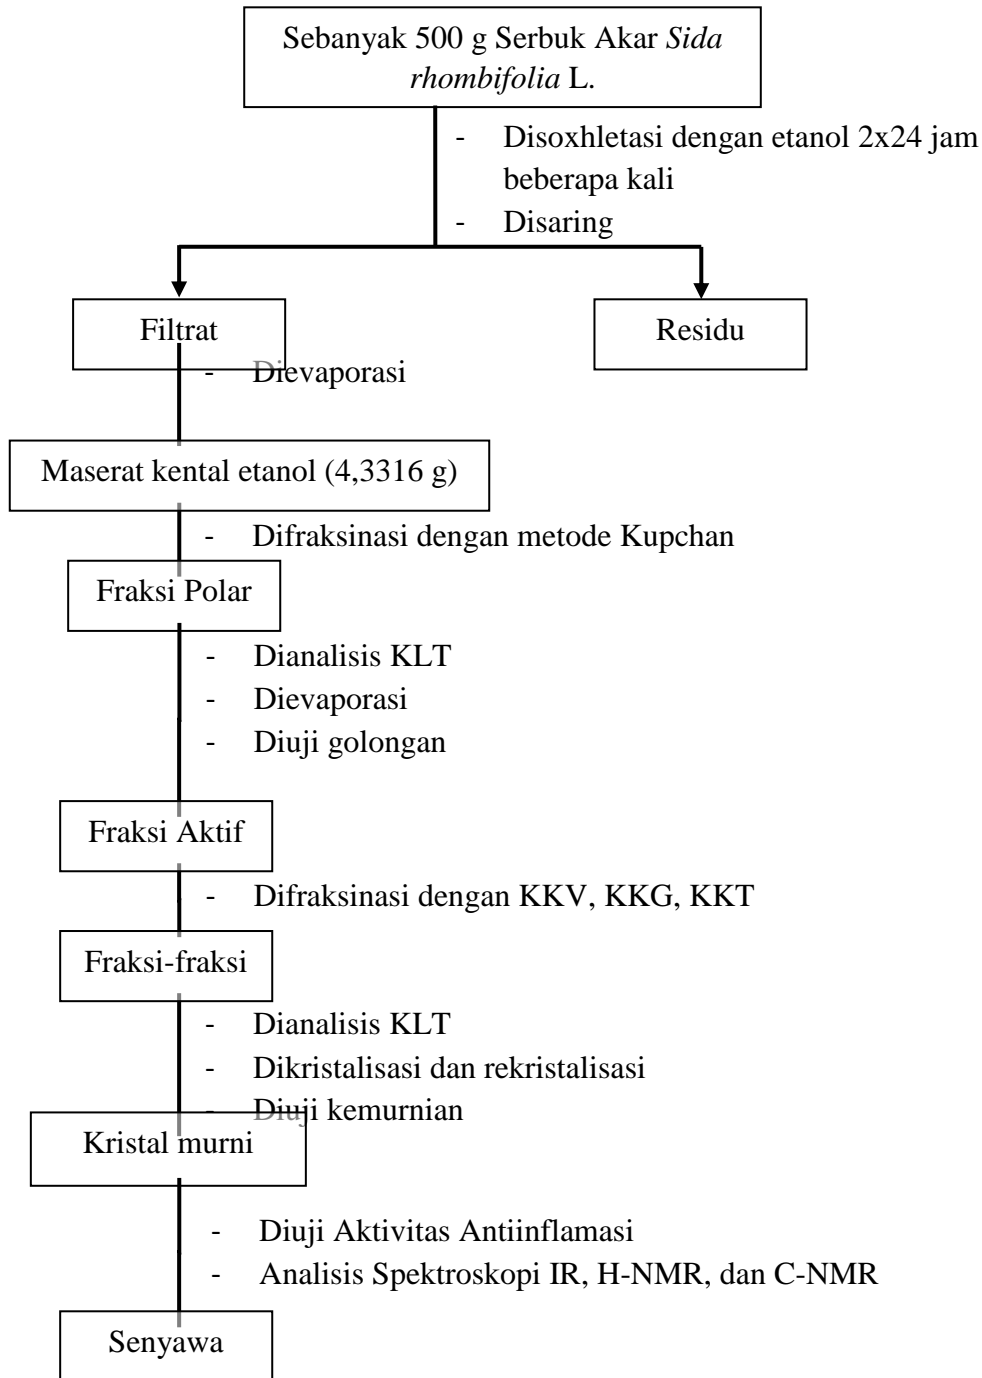 Sebanyak 500 g Serbuk Akar Sida
rhombifolia L.
- Disoxhletasi dengan etanol 2x24 jam
beberapa kali
- Disaring
Filtrat
Residu
- Dievaporasi
Maserat kental etanol (4,3316 g)
- Difraksinasi dengan metode Kupchan
Fraksi Polar
- Dianalisis KLT
- Dievaporasi
- Diuji golongan
Fraksi Aktif
- Difraksinasi dengan KKV, KKG, KKT
Fraksi-fraksi
- Dianalisis KLT
- Dikristalisasi dan rekristalisasi
- Diuji kemurnian
Kristal murni
- Diuji Aktivitas Antiinflamasi
- Analisis Spektroskopi IR, H-NMR, dan C-NMR
Senyawa